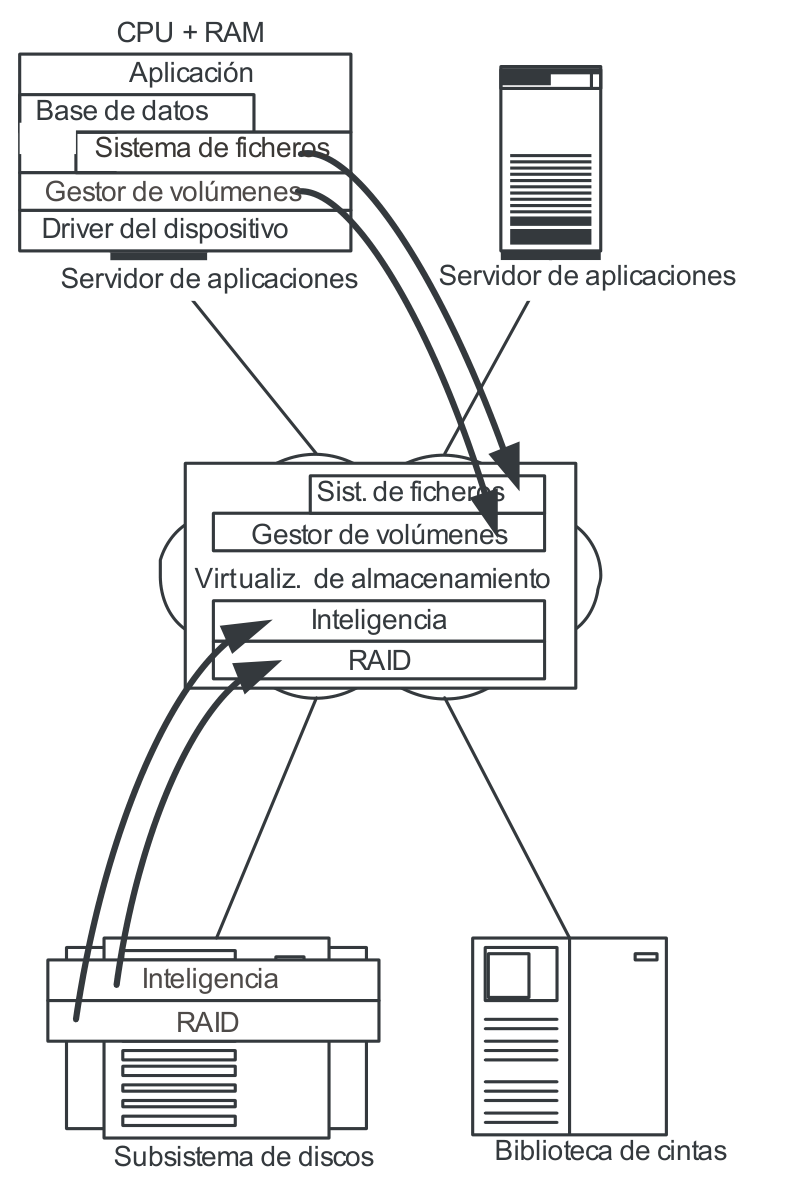 CPU + RAM
Aplicación
Base de datos
Sistema de ficheros
Gestor de volúmenes
Driver del dispositivo
Servidor de aplicaciones
Servidor de aplicaciones
Sist. de ficheros
Gestor de volúmenes
Virtualiz. de almacenamiento
Inteligencia
RAID
Inteligencia
RAID
Subsistema de discos
Biblioteca de cintas